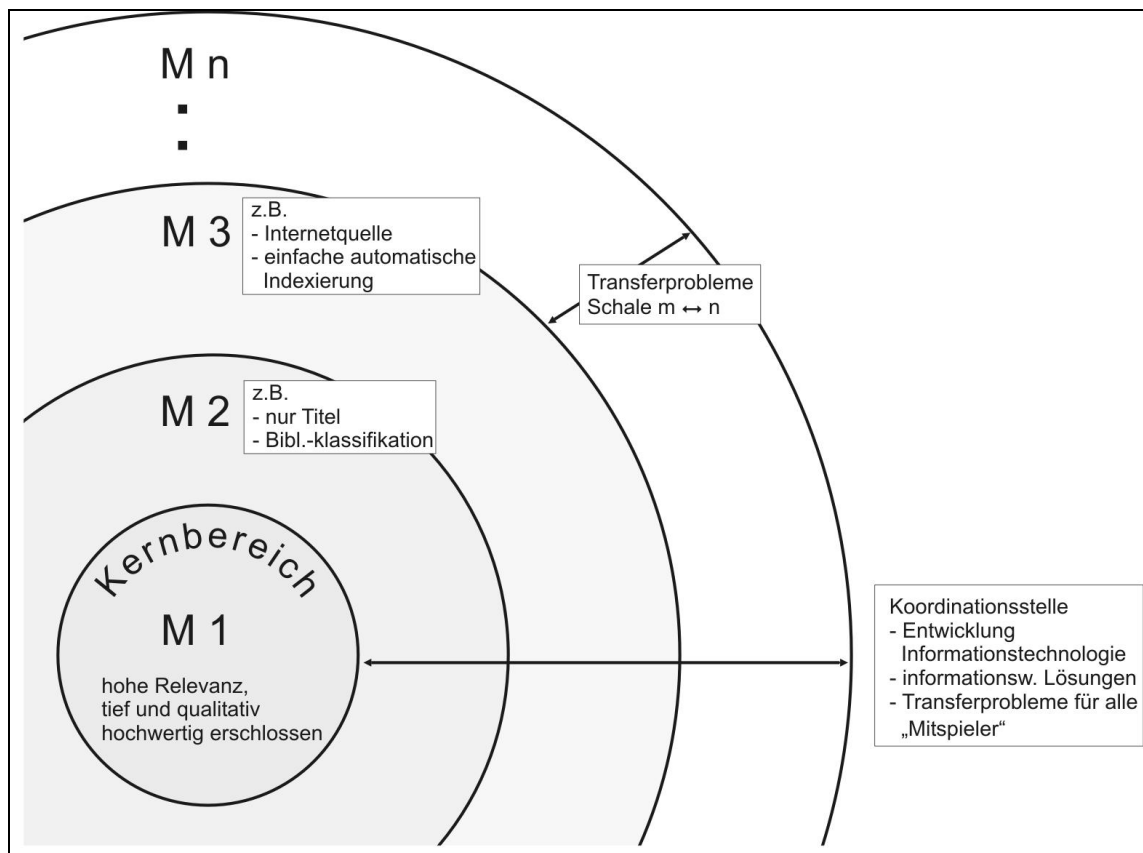 M n
M 3
z.B.
- Internetquelle
- einfache automatische
Indexierung
Transferprobleme
Schale m ↔ n
M 2
z.B.
- nur Titel
- Bibl.-klassifikation
Kernbereich
M 1
hohe Relevanz,
tief und qualitativ
hochwertig erschlossen
Koordinationsstelle
- Entwicklung
Informationstechnologie
- informationsw. Lösungen
- Transferprobleme für alle
„Mitspieler“